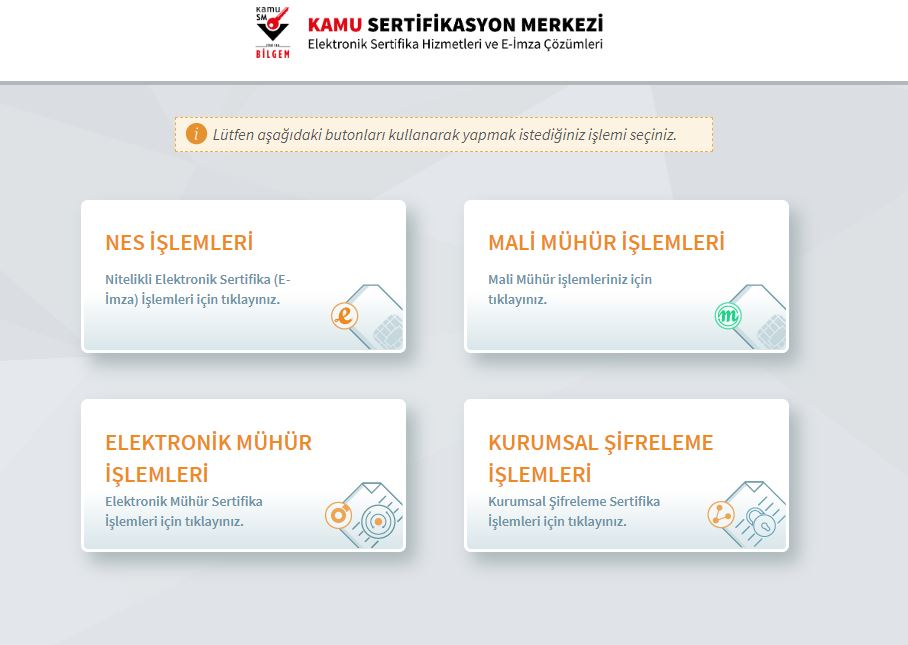 kamu
SM
BİLGEM
KAMU SERTİFİKASYON MERKEZİ
Elektronik Sertifika Hizmetleri ve E-İmza Çözümleri
i Lütfen aşağıdaki butonları kullanarak yapmak istediğiniz işlemi seçiniz.
NES İŞLEMLERİ
Nitelikli Elektronik Sertifika (E-
İmza) İşlemleri için tıklayınız.
e
MALİ MÜHÜR İŞLEMLERİ
Mali Mühür işlemleriniz için
tıklayınız.
m
ELEKTRONİK MÜHÜR
İŞLEMLERİ
Elektronik Mühür Sertifika
İşlemleri için tıklayınız.
KURUMSAL ŞİFRELEME
İŞLEMLERİ
Kurumsal Şifreleme Sertifika
İşlemleri için tıklayınız.